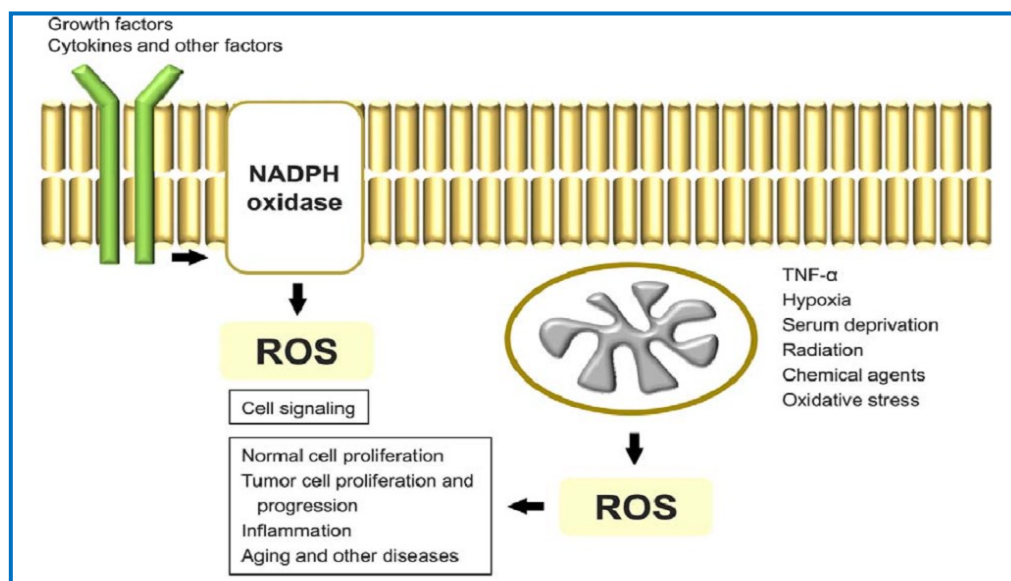 Growth factors
Cytokines and other factors
NADPH
oxidase
ROS
Cell signaling
Normal cell proliferation
Tumor cell proliferation and
progression
Inflammation
Aging and other diseases
TNF-α
Hypoxia
Serum deprivation
Radiation
Chemical agents
Oxidative stress
ROS